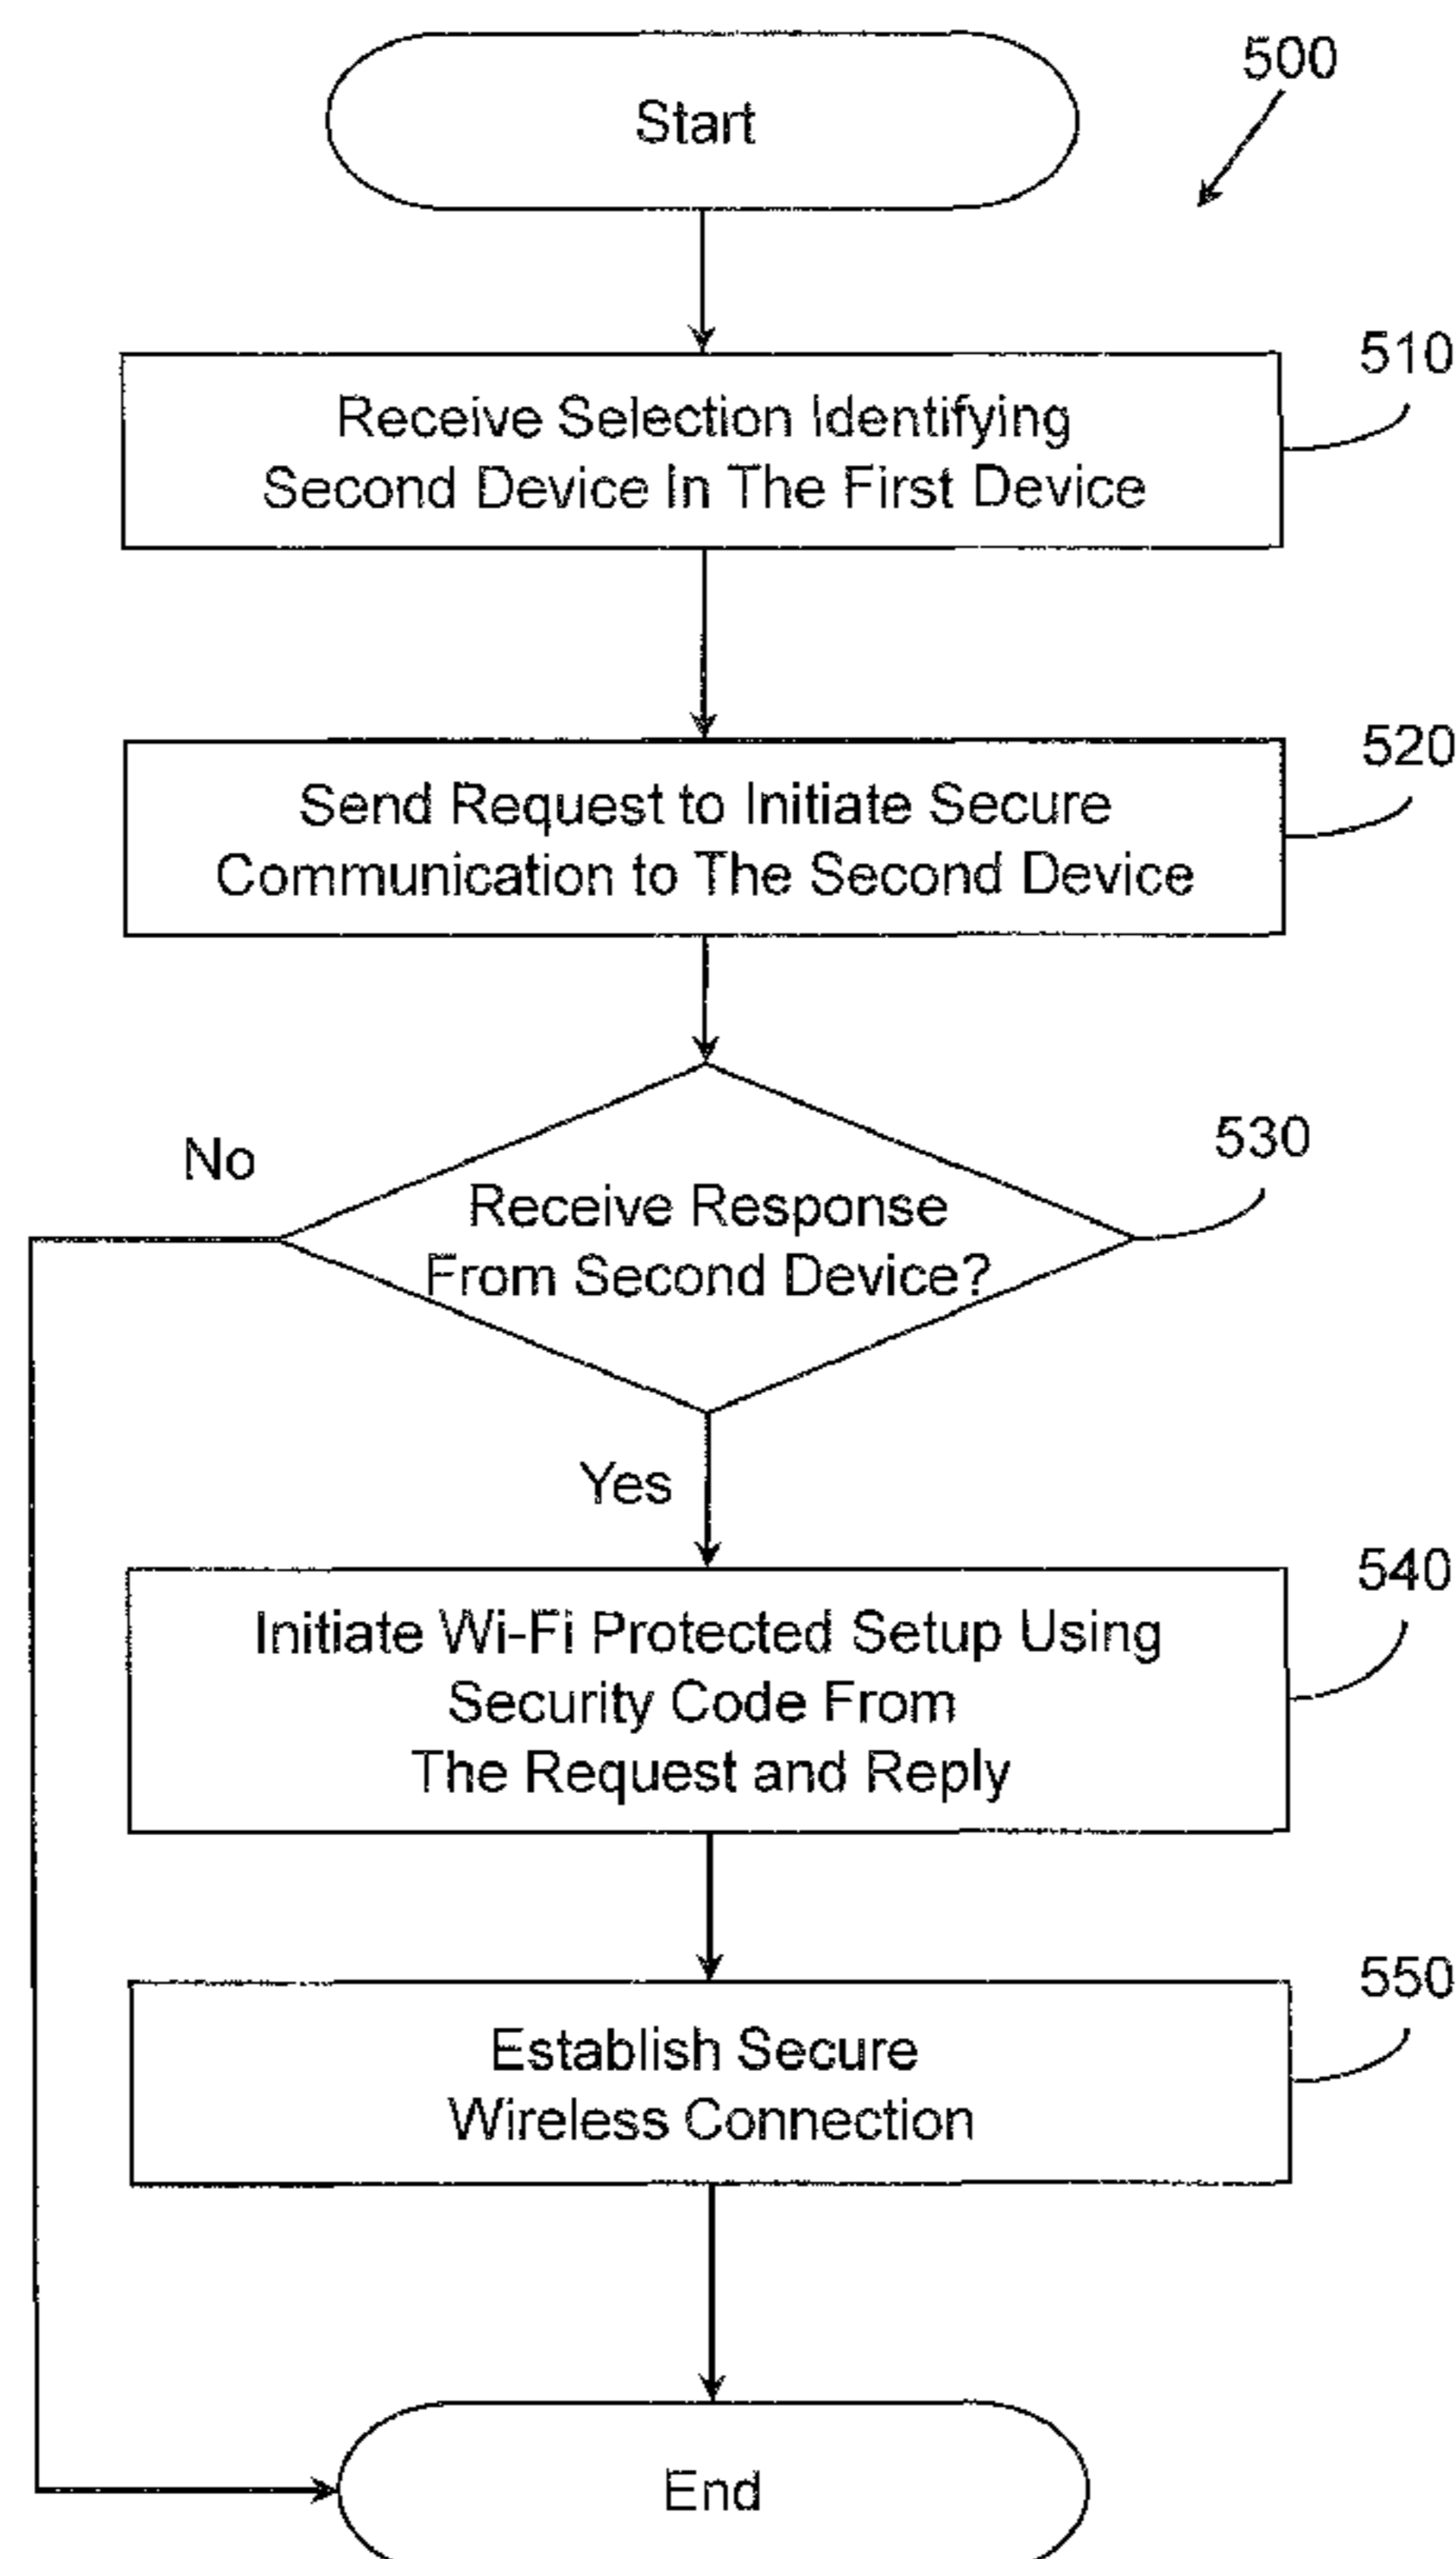 Start
500
Receive Selection Identifying
Second Device In The First Device
510
Send Request to Initiate Secure
Communication to The Second Device
520
Receive Response
From Second Device?
530
No
Yes
Initiate Wi-Fi Protected Setup Using
Security Code From
The Request and Reply
540
Establish Secure
Wireless Connection
550
End